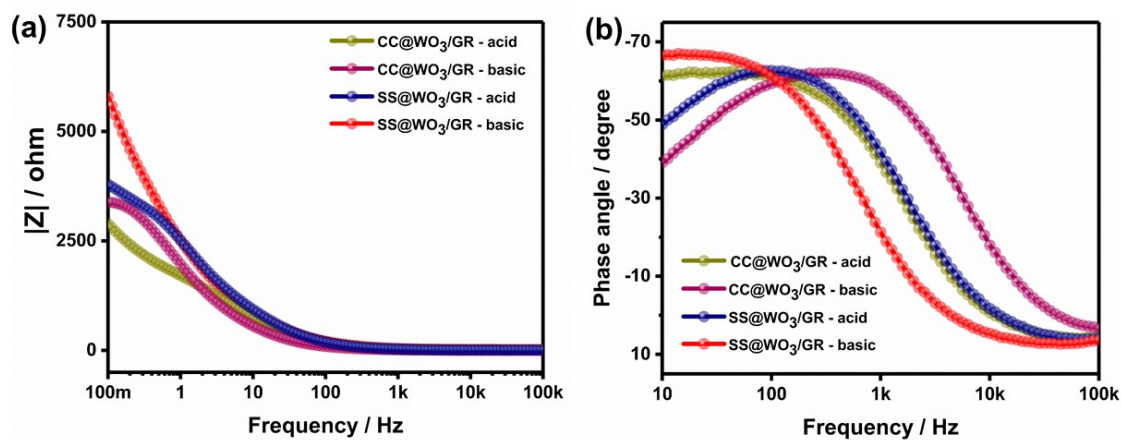 (a)
7500
5000
2500
0
|Z| / ohm
CC@WO3/GR - acid
CC@WO3/GR - basic
SS@WO3/GR - acid
SS@WO3/GR - basic
100m 1 10 100 1k 10k 100k
Frequency / Hz
(b)
-70
-50
-30
-10
10
Phase angle / degree
CC@WO3/GR - acid
CC@WO3/GR - basic
SS@WO3/GR - acid
SS@WO3/GR - basic
10 100 1k 10k 100k
Frequency / Hz